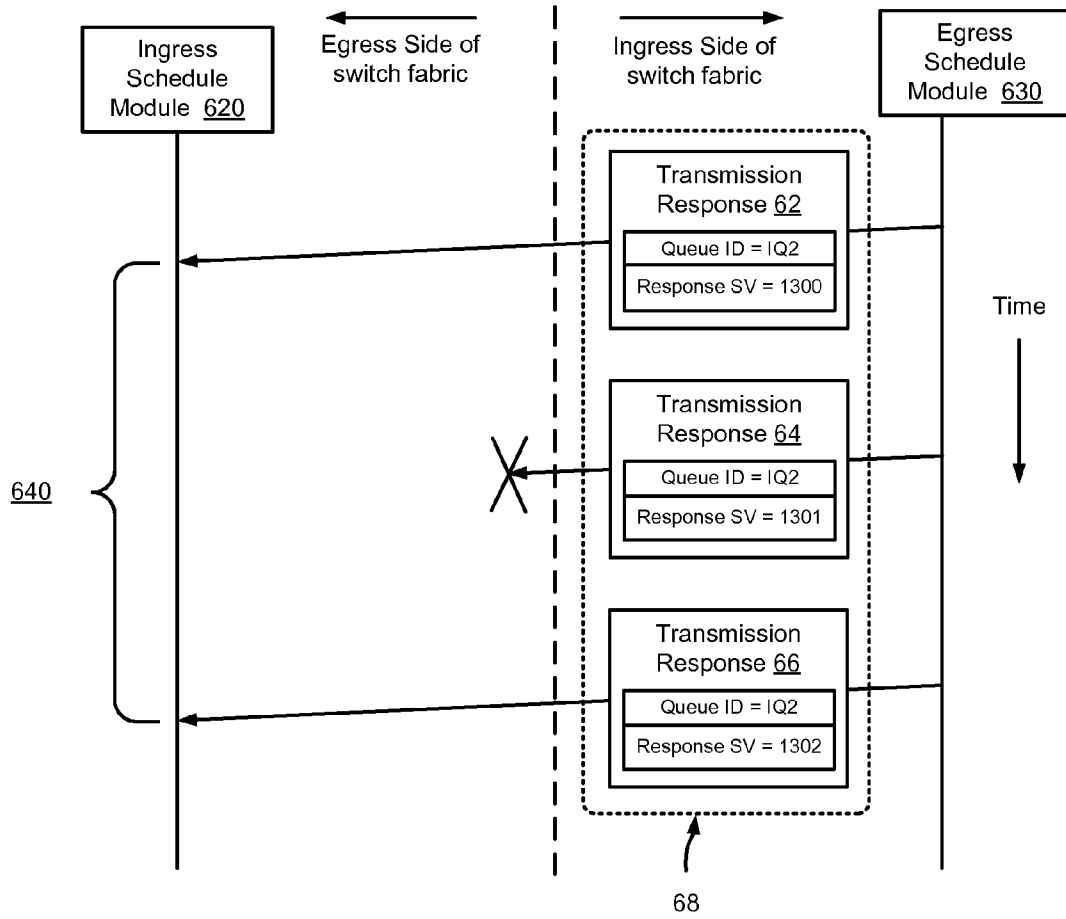 Ingress
Schedule
Module 620
Egress Side of
switch fabric
Ingress Side of
switch fabric
Egress
Schedule
Module 630
Transmission
Response 62
Queue ID = IQ2
Response SV = 1300
Time
Transmission
Response 64
Queue ID = IQ2
Response SV = 1301
640
Transmission
Response 66
Queue ID = IQ2
Response SV = 1302
68